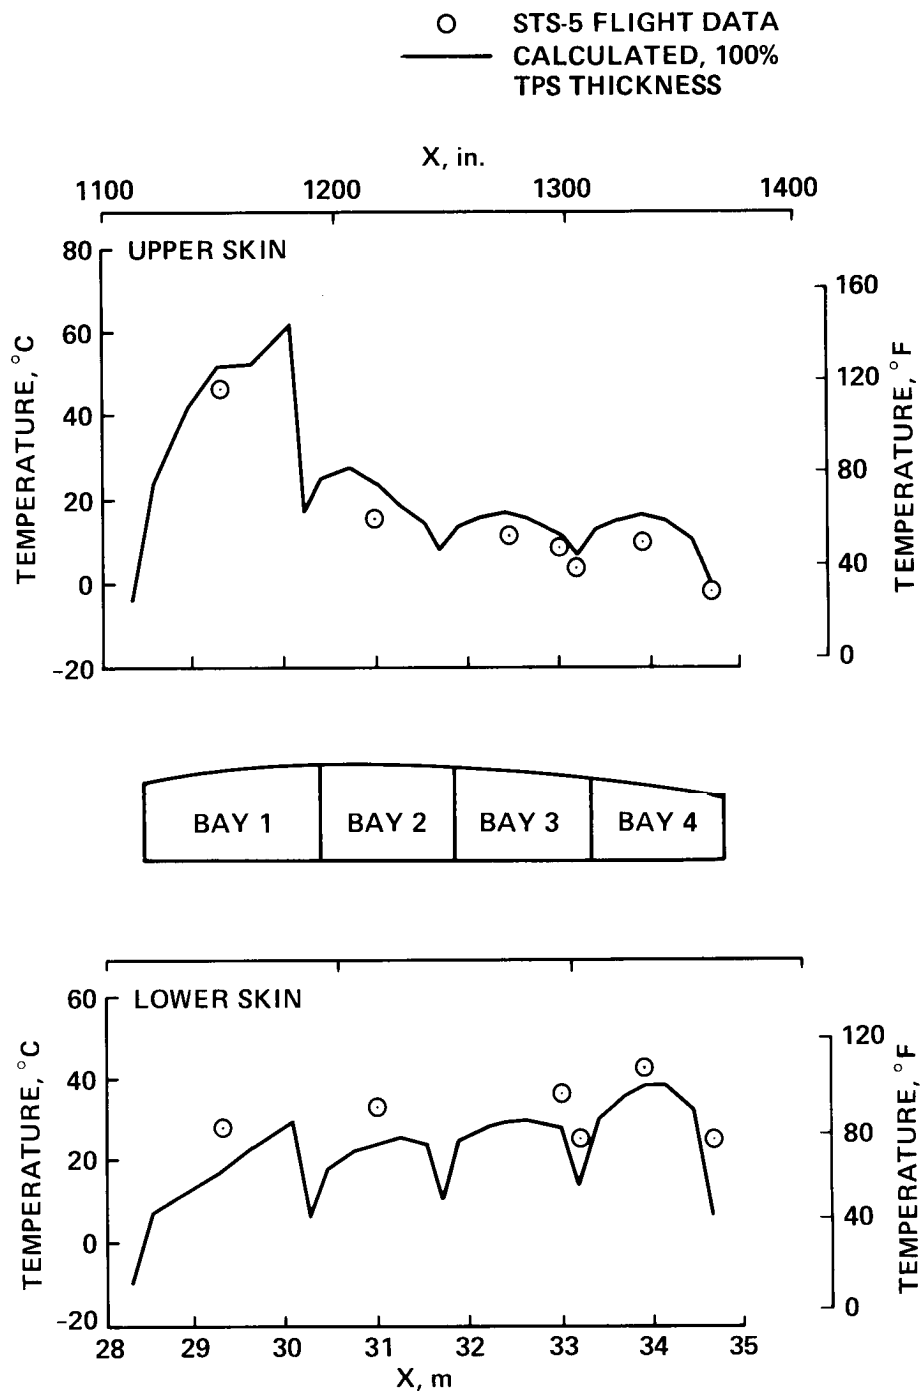 STS-5 FLIGHT DATA
CALCULATED, 100%
TPS THICKNESS
X, in.
1100 1200 1300 1400
UPPER SKIN
80
60
40
20
0
-20
TEMPERATURE, °C
160
120
80
40
0
TEMPERATURE, °F
BAY 1 BAY 2 BAY 3 BAY 4
LOWER SKIN
60
40
20
0
-20
TEMPERATURE, °C
120
80
40
0
TEMPERATURE, °F
28 29 30 31 32 33 34 35
X, m